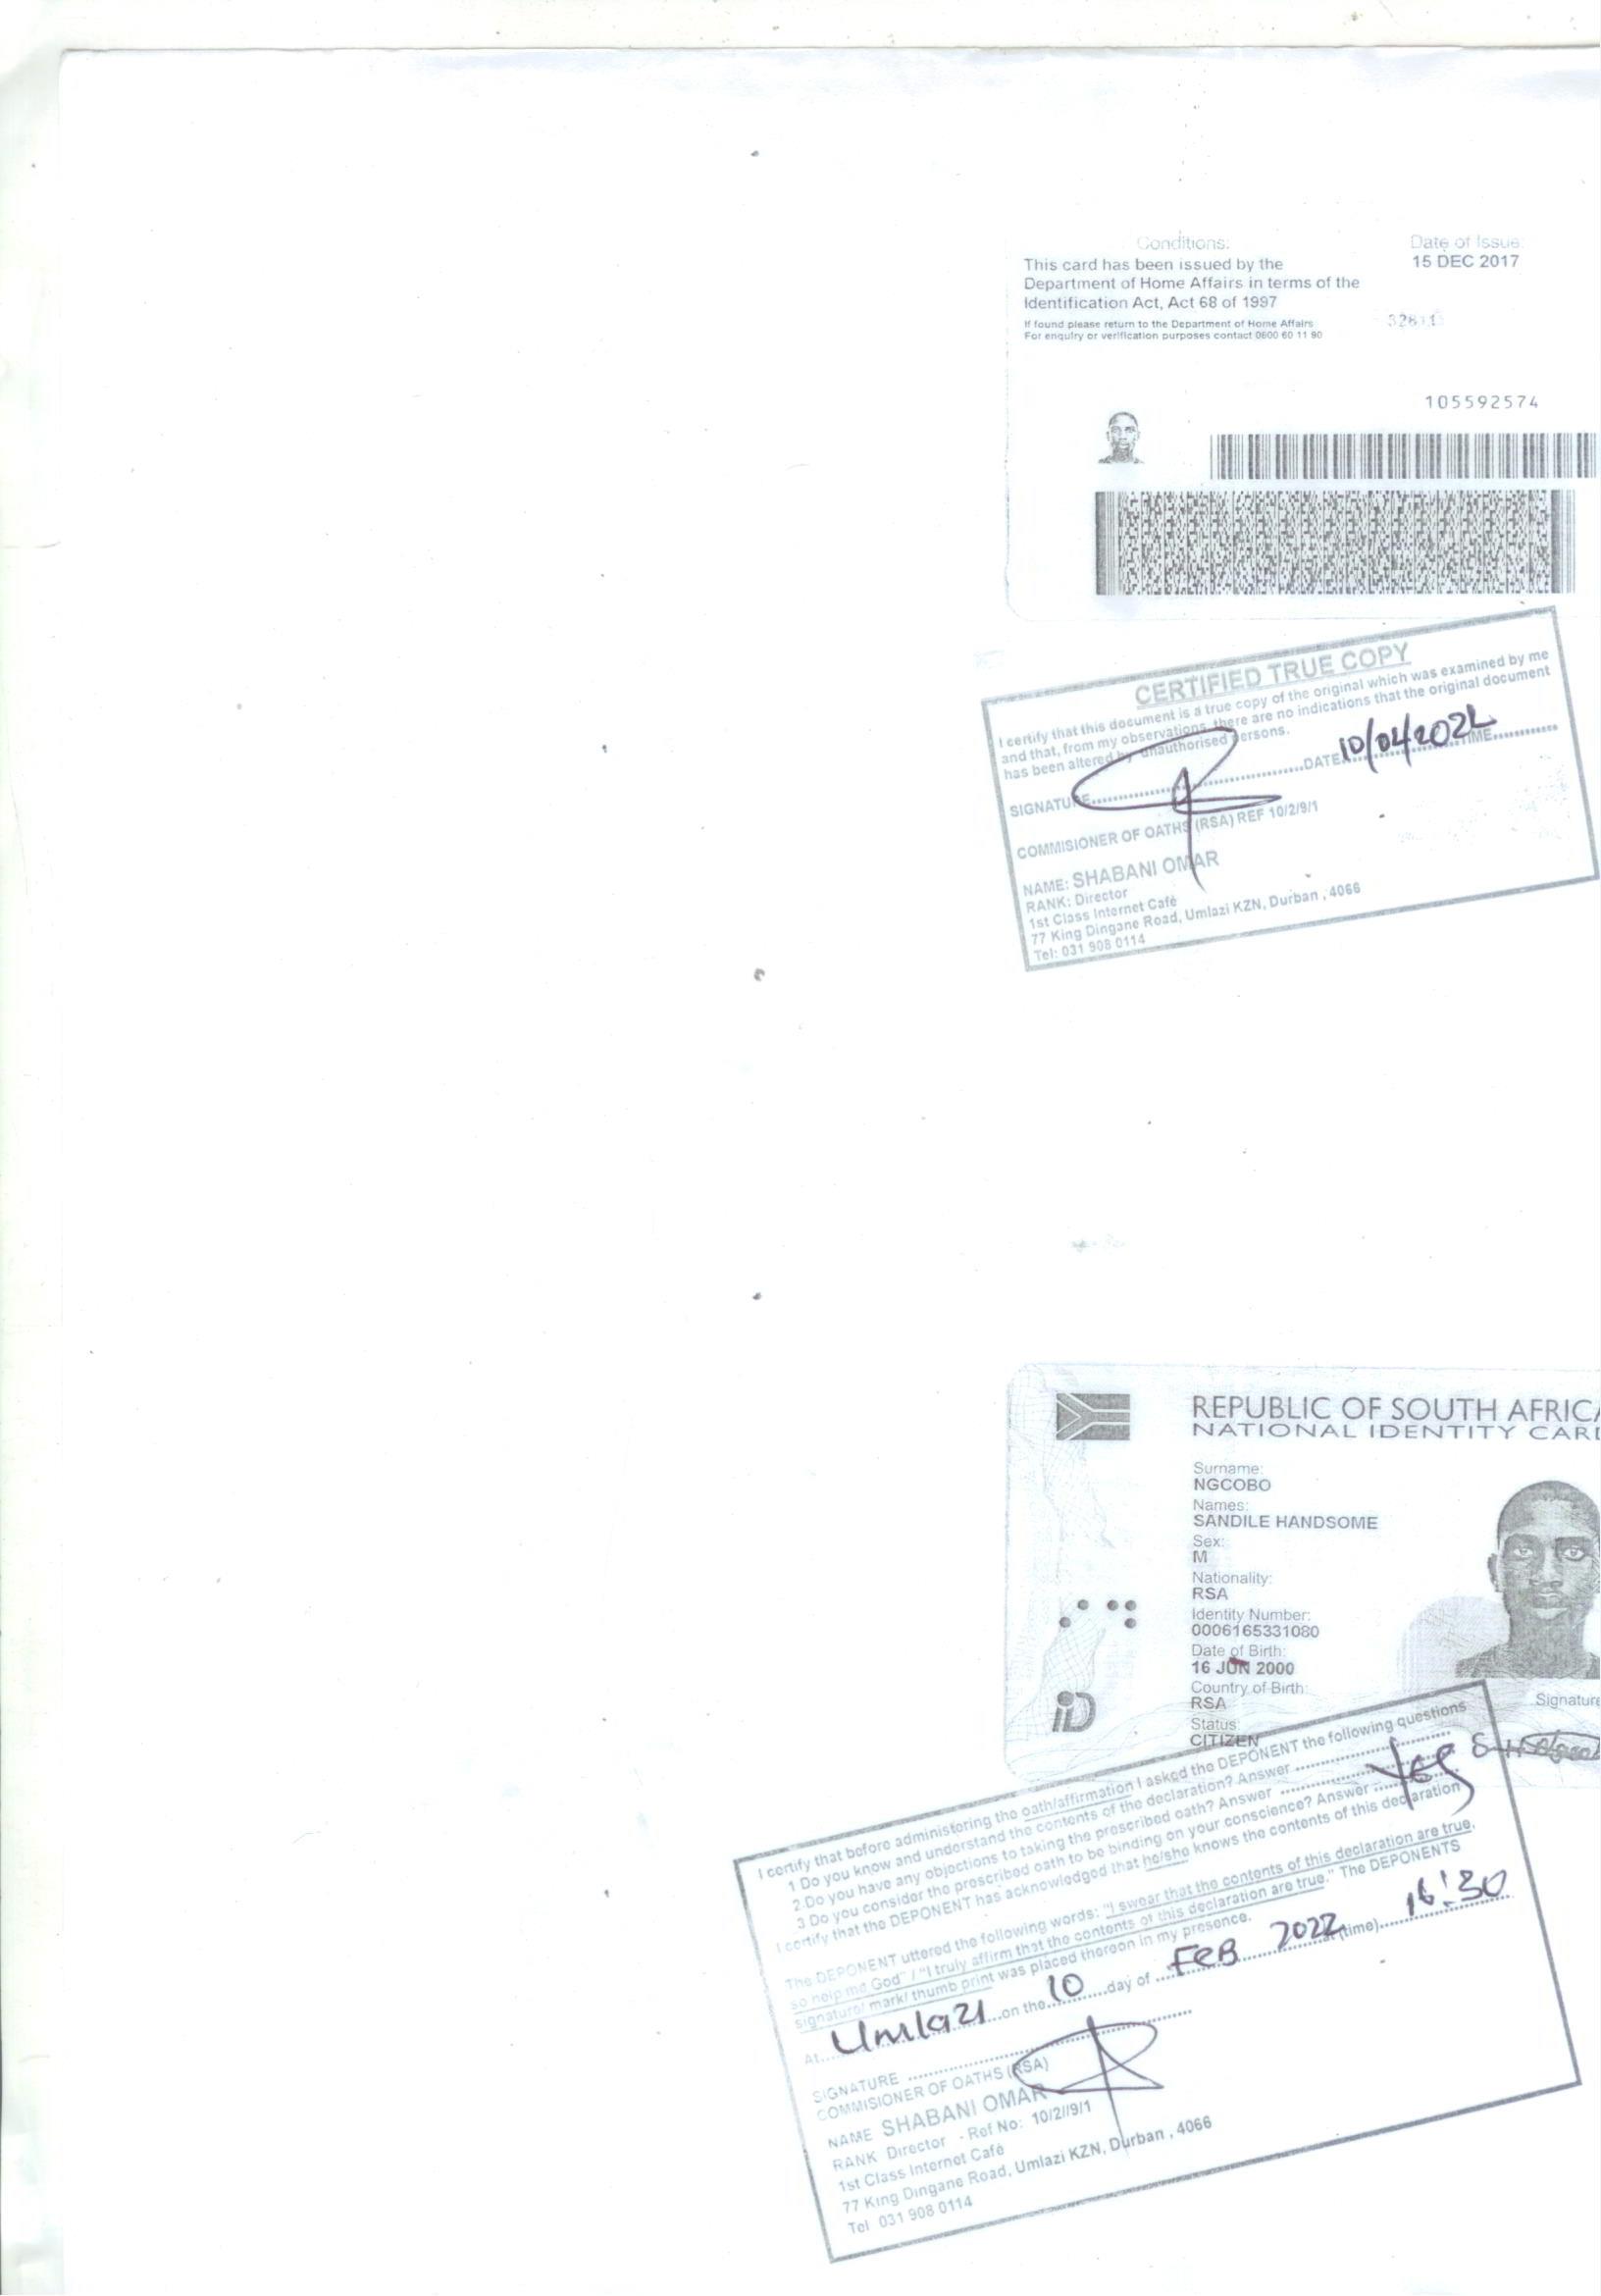 Conditions:
Date of Issue:
This card has been issued by the
15 DEC 2017
Department of Home Affairs in terms of the
Identification Act, Act 68 of 1997
If found please return to the Department of Home Affairs
For enquiry or verification purposes contact 0800 60 11 90
105592574
CERTIFIED TRUE COPY
I certify that this document is a true copy of the original which was examined by me
and that, from my observations, there are no indications that the original document
has been altered by unauthorised persons.
SIGNATURE DATE 10/02/2022 TIME
COMMISIONER OF OATHS (RSA) REF 10/2/9/1
NAME: SHABANI OMAR
RANK: Director
1st Class Internet Café
77 King Dingane Road, Umlazi KZN, Durban , 4066
Tel: 031 908 0114
REPUBLIC OF SOUTH AFRICA
NATIONAL IDENTITY CARD
Surname:
NGCOBO
Names:
SANDILE HANDSOME
Sex:
M
Nationality:
RSA
Identity Number:
0006165331080
Date of Birth:
16 JUN 2000
Country of Birth:
RSA
Signature
Status:
CITIZEN
I certify that before administering the oath/affirmation I asked the DEPONENT the following questions
1 Do you know and understand the contents of the declaration? Answer
2 Do you have any objections to taking the prescribed oath? Answer
3 Do you consider the prescribed oath to be binding on your conscience? Answer Yes
I certify that the DEPONENT has acknowledged that he/she knows the contents of this declaration
The DEPONENT uttered the following words: "I swear that the contents of this declaration are true,
so help me God" / "I truly affirm that the contents of this declaration are true." The DEPONENTS
signature/ mark/ thumb print was placed thereon in my presence.
At Umlazi on the 10 day of FEB 2022 (time) 16:30
SIGNATURE
COMMISIONER OF OATHS (RSA)
NAME SHABANI OMAR
RANK Director - Ref No: 10/2//9/1
1st Class Internet Café
77 King Dingane Road, Umlazi KZN, Durban , 4066
Tel 031 908 0114